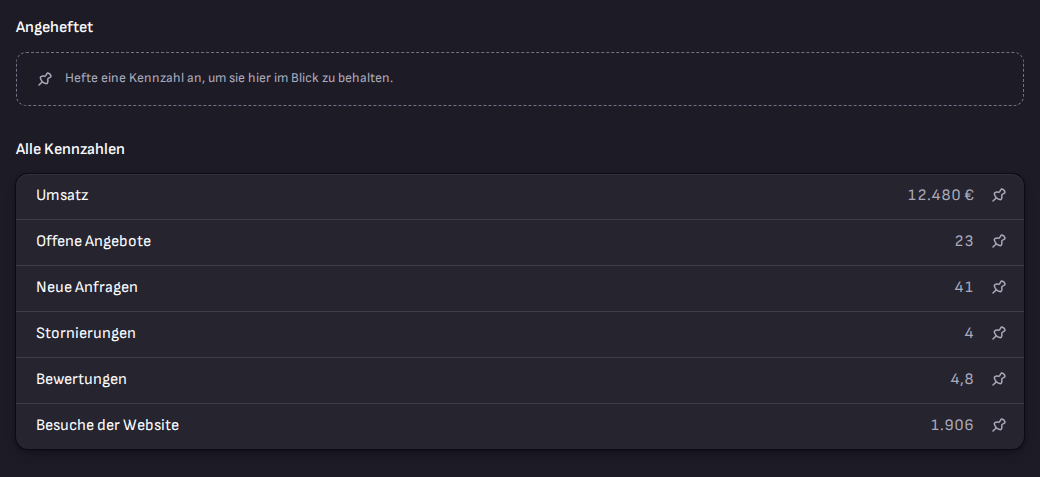 Angeheftet
Hefte eine Kennzahl an, um sie hier im Blick zu behalten.
Alle Kennzahlen
Umsatz 12.480 €
Offene Angebote 23
Neue Anfragen 41
Stornierungen 4
Bewertungen 4,8
Besuche der Website 1.906